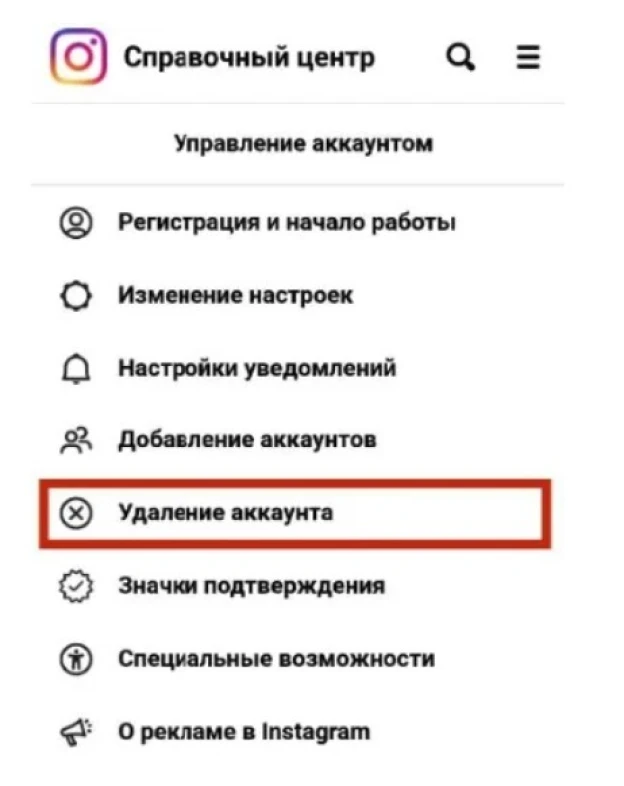 Справочный центр
Управление аккаунтом
Регистрация и начало работы
Изменение настроек
Настройки уведомлений
Добавление аккаунтов
Удаление аккаунта
Значки подтверждения
Специальные возможности
О рекламе в Instagram